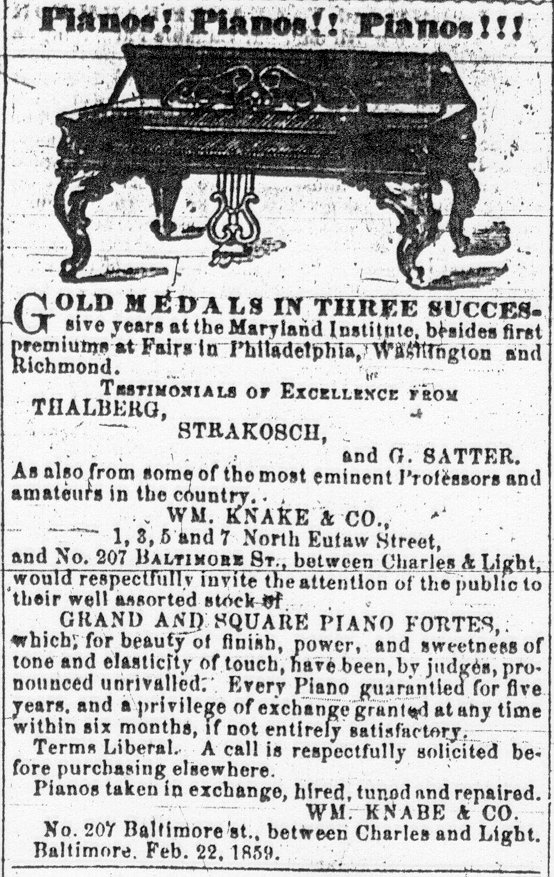 Pianos! Pianos!! Pianos!!!
GOLD MEDALS IN THREE SUCCES-
sive years at the Maryland Institute, besides first
premiums at Fairs in Philadelphia, Washington and
Richmond.
TESTIMONIALS OF EXCELLENCE FROM
THALBERG,
STRAKOSCH,
and G. SATTER.
As also from some of the most eminent Professors and
amateurs in the country.
WM. KNAKE & CO.,
1, 3, 5 and 7 North Eutaw Street,
and No. 207 BALTIMORE ST., between Charles & Light,
would respectfully invite the attention of the public to
their well assorted stock of
GRAND AND SQUARE PIANO FORTES,
which, for beauty of finish, power, and sweetness of
tone and elasticity of touch, have been, by judges, pro-
nounced unrivalled. Every Piano guarantied for five
years, and a privilege of exchange granted at any time
within six months, if not entirely satisfactory.
Terms Liberal. A call is respectfully solicited be-
fore purchasing elsewhere.
Pianos taken in exchange, hired, tuned and repaired.
WM. KNABE & CO.
No. 207 Baltimore st., between Charles and Light.
Baltimore, Feb. 22, 1859.